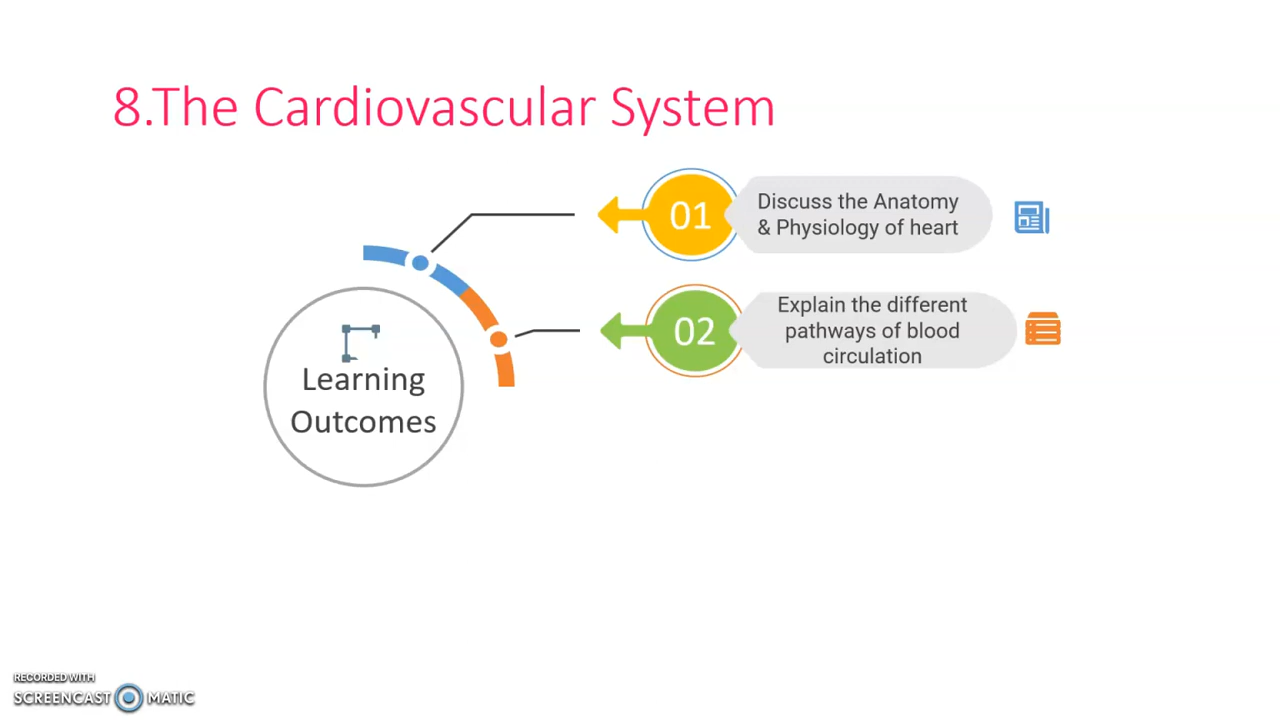 8.The Cardiovascular System
01
Discuss the Anatomy
& Physiology of heart
02
Explain the different
pathways of blood
circulation
Learning
Outcomes
RECORDED WITH
SCREENCAST MATIC